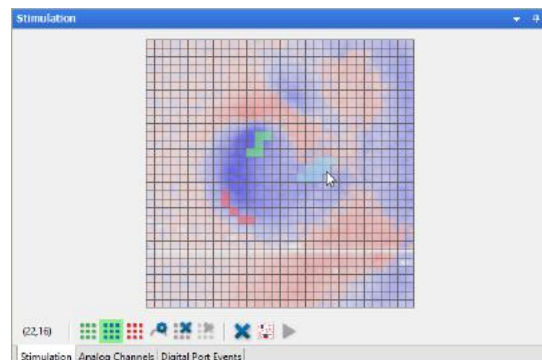 Stimulation
(22,16)
Stimulation Analog Channels Digital Port Events